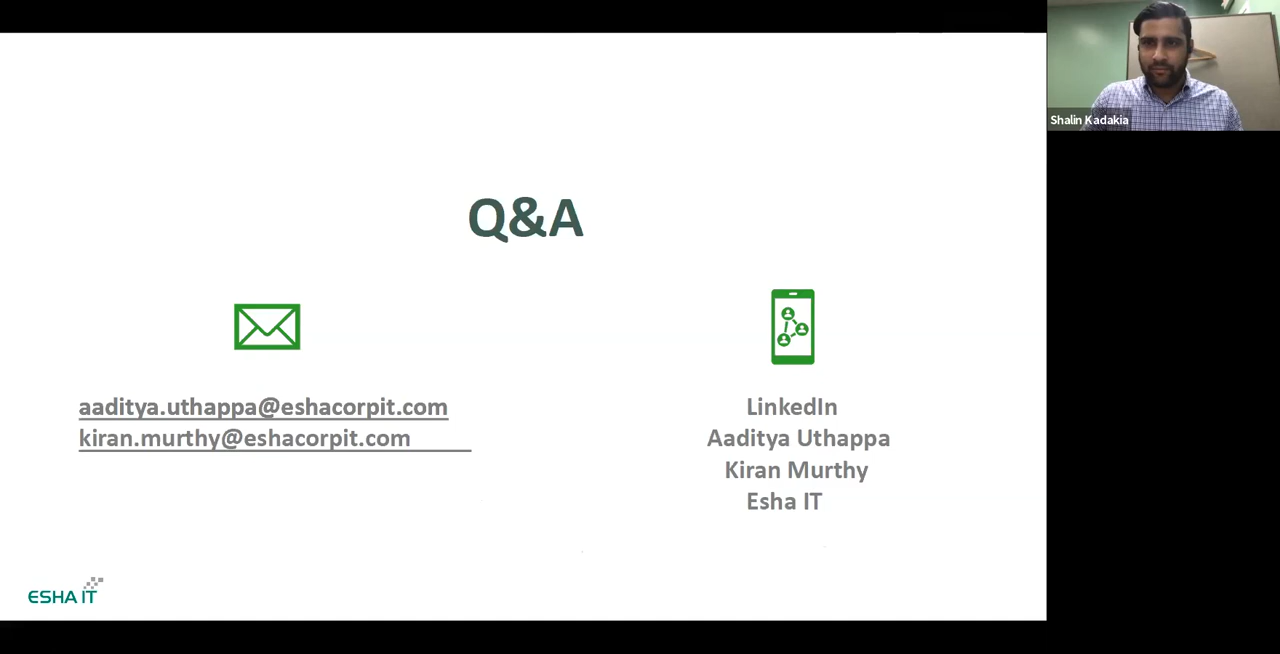 Shalin Kadakia
Q&A
aaditya.uthappa@eshacorpit.com
kiran.murthy@eshacorpit.com
LinkedIn
Aaditya Uthappa
Kiran Murthy
Esha IT
ESHA IT